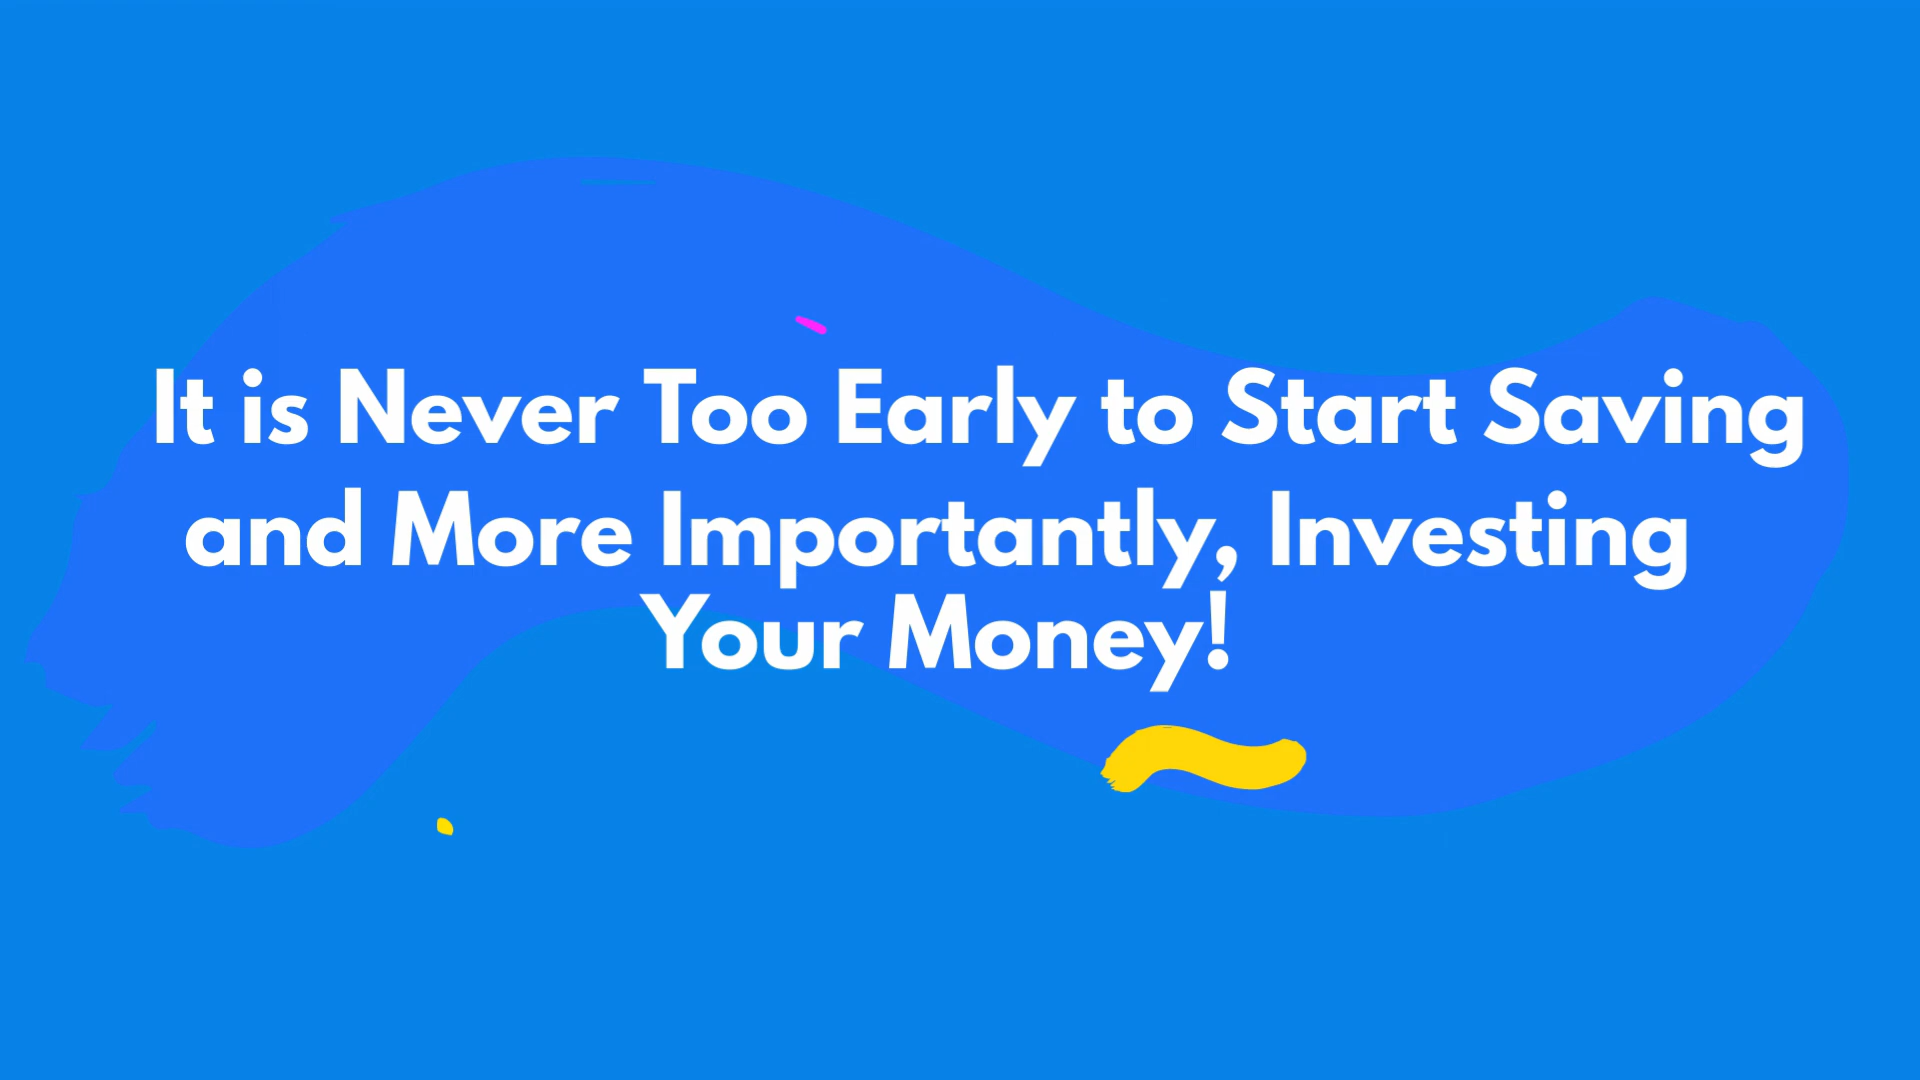 It is Never Too Early to Start Saving
and More Importantly, Investing
Your Money!